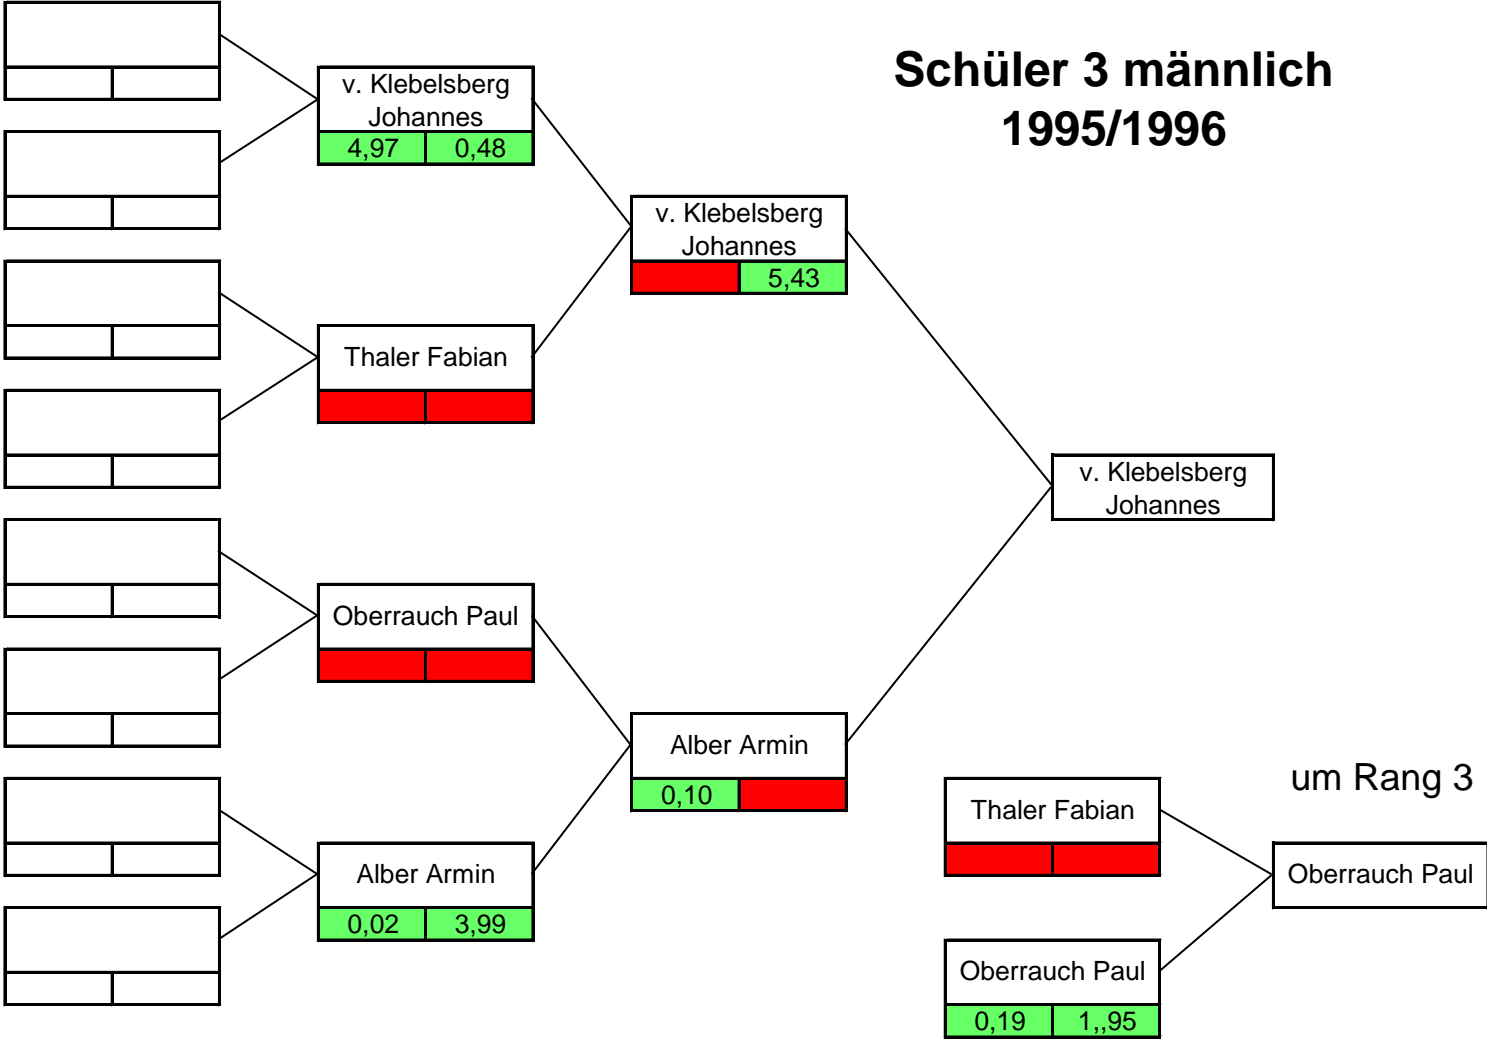 Schüler 3 männlich
1995/1996
v. Klebelsberg
Johannes
4,97 0,48
v. Klebelsberg
Johannes
5,43
Thaler Fabian
v. Klebelsberg
Johannes
Oberrauch Paul
Alber Armin
0,10
um Rang 3
Thaler Fabian
Alber Armin
0,02 3,99
Oberrauch Paul
Oberrauch Paul
0,19 1,,95